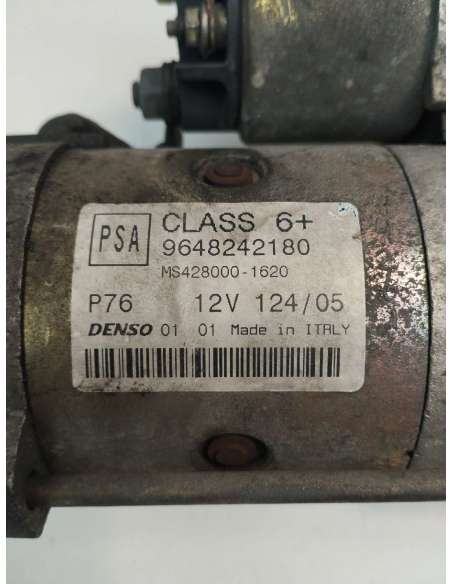 PSA
CLASS 6+
9648242180
MS428000-1620
P76 12V 124/05
DENSO 01 01 Made in ITALY